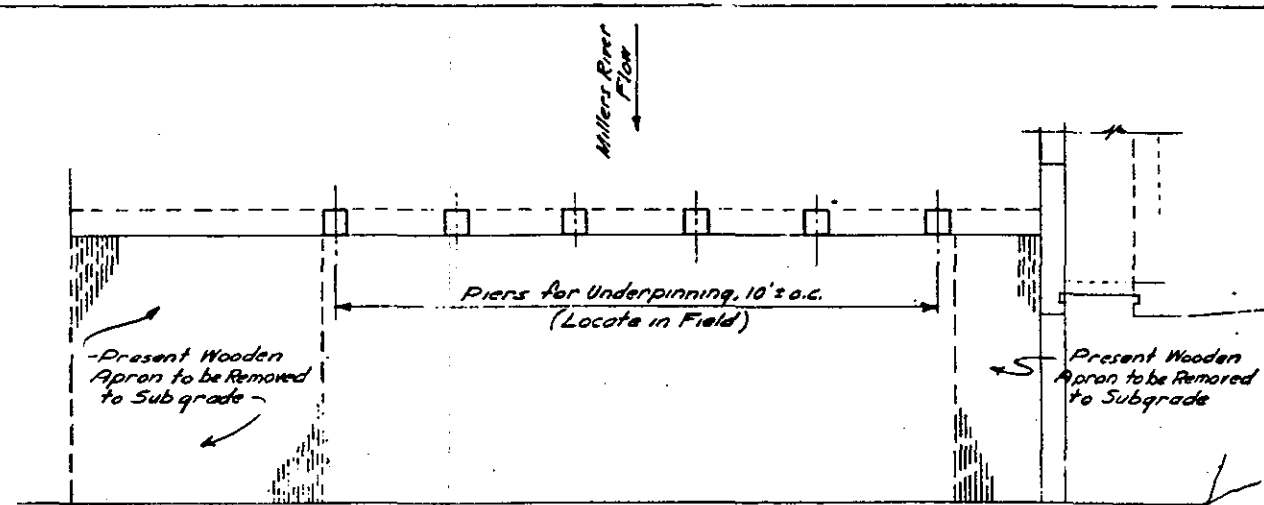 Millers River
Flow
Piers for Underpinning, 10'± o.c.
(Locate in Field)
-Present Wooden
Apron to be Removed
to Subgrade-
Present Wooden
Apron to be Removed
to Subgrade